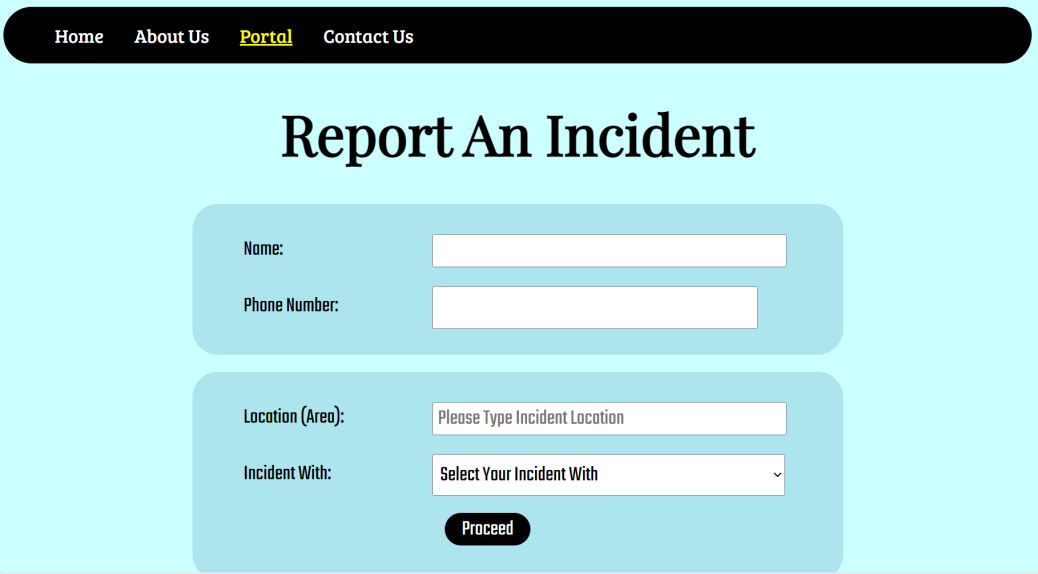 Home About Us Portal Contact Us
Report An Incident
Name:
Phone Number:
Location (Area): Please Type Incident Location
Incident With: Select Your Incident With
Proceed